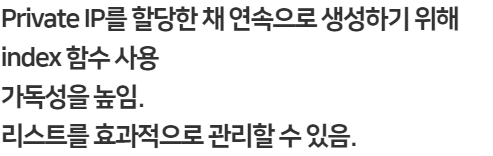 Private IP를 할당한 채 연속으로 생성하기 위해
index 함수 사용
가독성을 높임.
리스트를 효과적으로 관리할 수 있음.